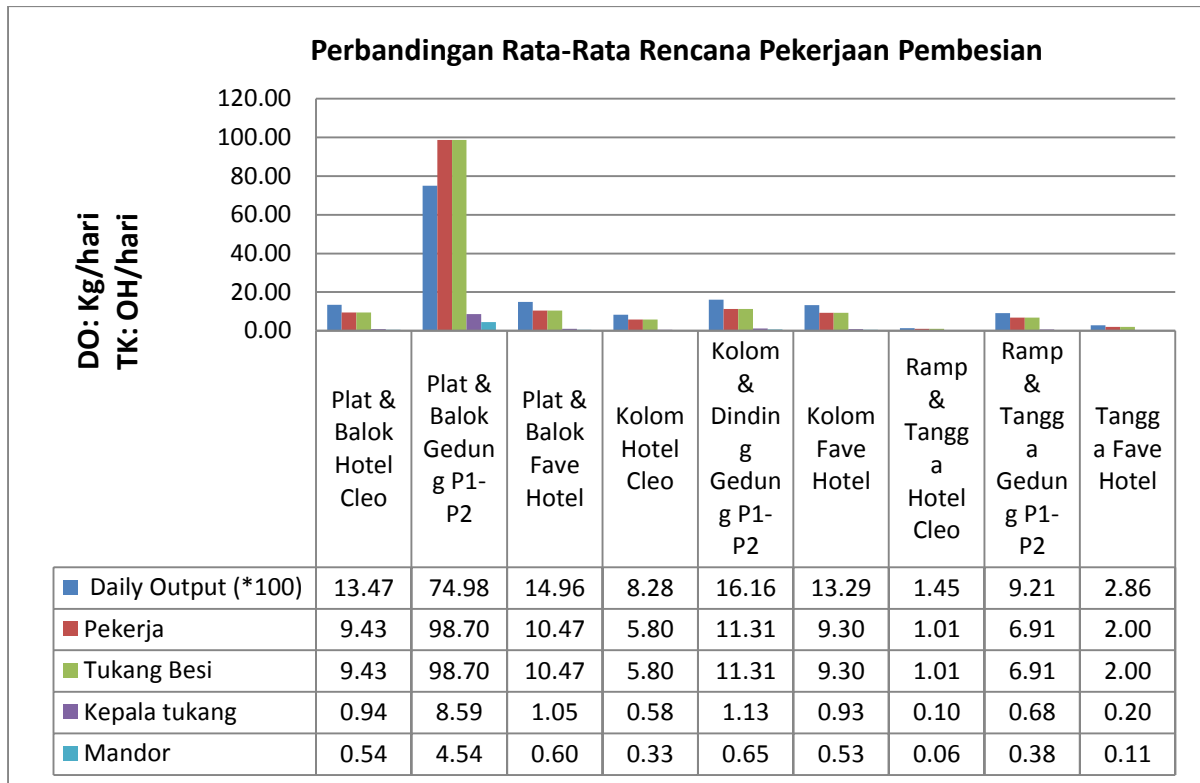 Perbandingan Rata-Rata Rencana Pekerjaan Pembesian
DO: Kg/hari
TK: OH/hari
120.00
100.00
80.00
60.00
40.00
20.00
0.00
Plat &
Balok
Hotel
Cleo
Plat &
Balok
Gedun
g P1-
P2
Plat &
Balok
Fave
Hotel
Kolom
Hotel
Cleo
Kolom
&
Dindin
g
Gedun
g P1-
P2
Kolom
Fave
Hotel
Ramp
&
Tangg
a
Hotel
Cleo
Ramp
&
Tangg
a
Gedun
g P1-
P2
Tangg
a Fave
Hotel
Daily Output (*100) 13.47 74.98 14.96 8.28 16.16 13.29 1.45 9.21 2.86
Pekerja 9.43 98.70 10.47 5.80 11.31 9.30 1.01 6.91 2.00
Tukang Besi 9.43 98.70 10.47 5.80 11.31 9.30 1.01 6.91 2.00
Kepala tukang 0.94 8.59 1.05 0.58 1.13 0.93 0.10 0.68 0.20
Mandor 0.54 4.54 0.60 0.33 0.65 0.53 0.06 0.38 0.11